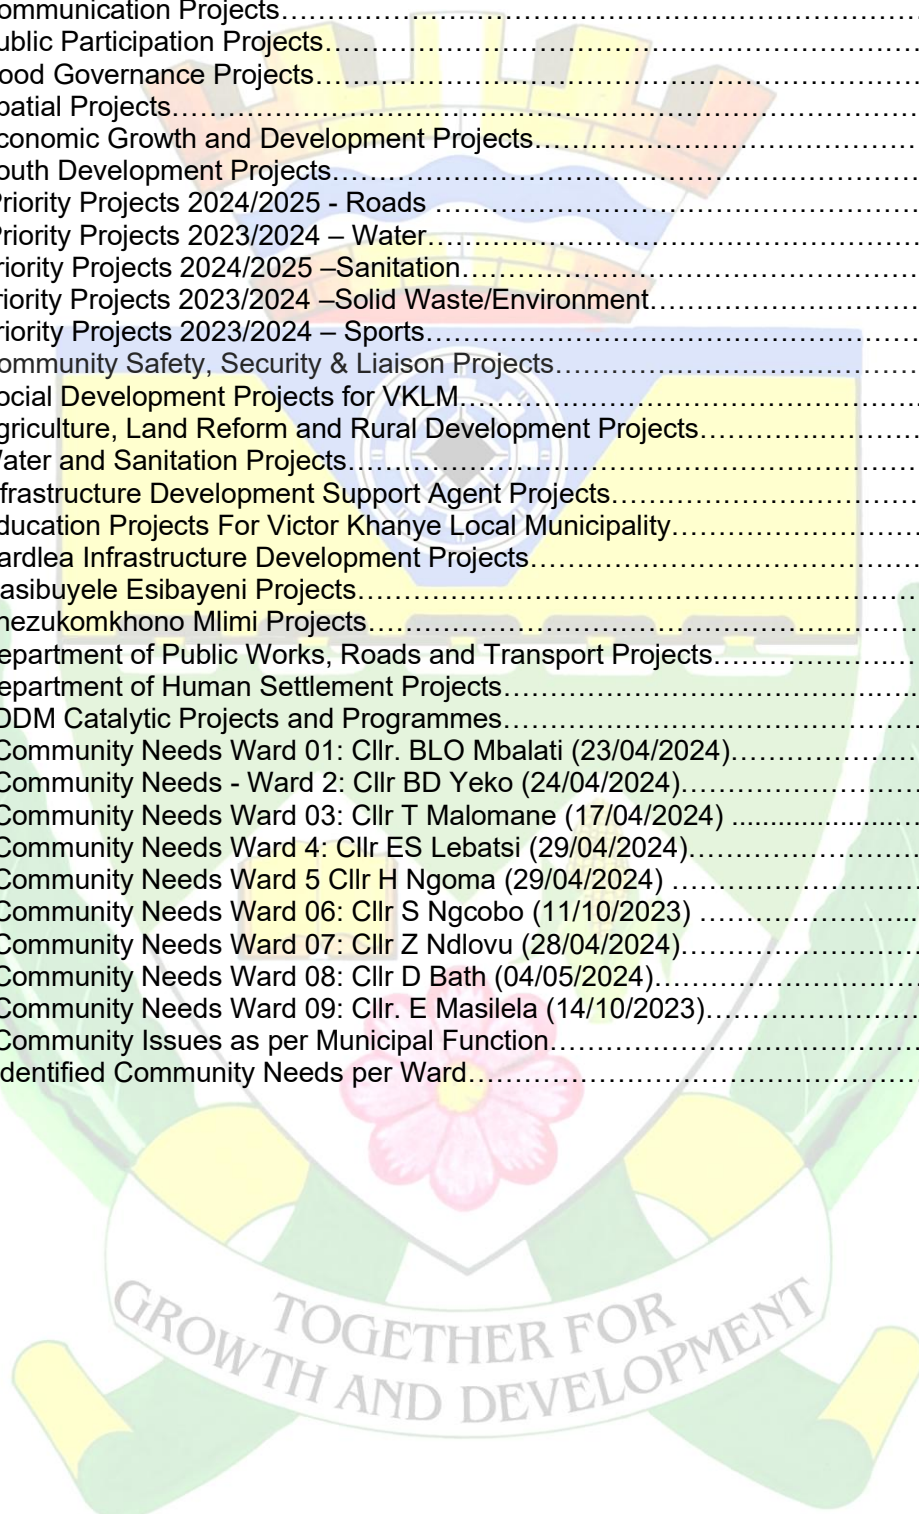 ommunication Projects……………………………………………………………
ublic Participation Projects………………………………………………………
ood Governance Projects…………………………………………………………
patial Projects……………………………………………………………………
conomic Growth and Development Projects……………………………………
outh Development Projects………………………………………………………
Priority Projects 2024/2025 - Roads ……………………………………………
Priority Projects 2023/2024 – Water……………………………………………
riority Projects 2024/2025 –Sanitation…………………………………………
riority Projects 2023/2024 –Solid Waste/Environment………………………
riority Projects 2023/2024 – Sports……………………………………………
ommunity Safety, Security & Liaison Projects…………………………………
ocial Development Projects for VKLM…………………………………………
griculture, Land Reform and Rural Development Projects……………………
Water and Sanitation Projects……………………………………………………
frastructure Development Support Agent Projects……………………………
ducation Projects For Victor Khanye Local Municipality………………………
ardlea Infrastructure Development Projects……………………………………
asibuyele Esibayeni Projects……………………………………………………
hezukomkhono Mlimi Projects……………………………………………………
epartment of Public Works, Roads and Transport Projects……………………
epartment of Human Settlement Projects………………………………………
DDM Catalytic Projects and Programmes………………………………………
Community Needs Ward 01: Cllr. BLO Mbalati (23/04/2024)…………………
Community Needs - Ward 2: Cllr BD Yeko (24/04/2024)………………………
Community Needs Ward 03: Cllr T Malomane (17/04/2024) ..........................
Community Needs Ward 4: Cllr ES Lebatsi (29/04/2024)………………………
Community Needs Ward 5 Cllr H Ngoma (29/04/2024) ………………………
Community Needs Ward 06: Cllr S Ngcobo (11/10/2023) ……………………
Community Needs Ward 07: Cllr Z Ndlovu (28/04/2024)………………………
Community Needs Ward 08: Cllr D Bath (04/05/2024)…………………………
Community Needs Ward 09: Cllr. E Masilela (14/10/2023)……………………
Community Issues as per Municipal Function…………………………………
dentified Community Needs per Ward……………………………………………
TOGETHER FOR
GROWTH AND DEVELOPMENT